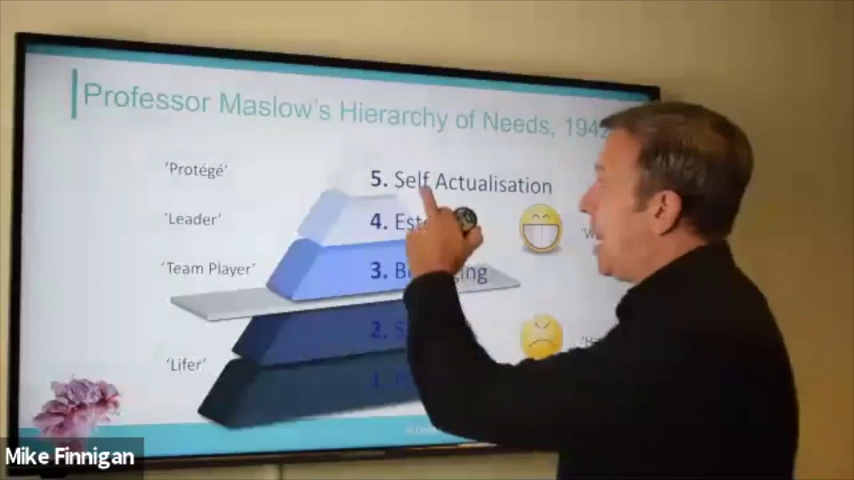 Professor Maslow's Hierarchy of Needs, 1942
'Protégé'
5. Self Actualisation
'Leader'
4.
'Team Player'
3.
2.
'Lifer'
1.
Mike Finnigan